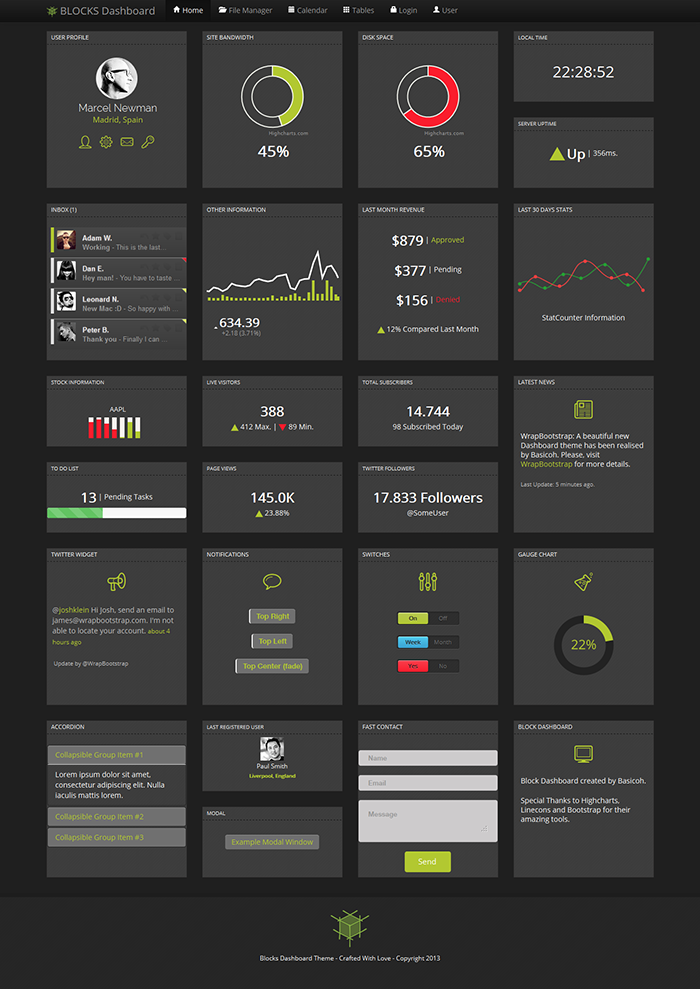 BLOCKS Dashboard
Home
File Manager
Calendar
Tables
Login
User
USER PROFILE
Marcel Newman
Madrid, Spain
SITE BANDWIDTH
Highcharts.com
45%
DISK SPACE
Highcharts.com
65%
LOCAL TIME
22:28:52
SERVER UPTIME
Up | 356ms.
INBOX (1)
Adam W.
Working - This is the last...
Dan E.
Hey man! - You have to taste ...
Leonard N.
New Mac :D - So happy with ...
Peter B.
Thank you - Finally I can ...
OTHER INFORMATION
634.39
+2.18 (3.71%)
LAST MONTH REVENUE
$879 | Approved
$377 | Pending
$156 | Denied
12% Compared Last Month
LAST 30 DAYS STATS
StatCounter Information
STOCK INFORMATION
AAPL
LIVE VISITORS
388
412 Max. | 89 Min.
TOTAL SUBSCRIBERS
14.744
98 Subscribed Today
LATEST NEWS
WrapBootstrap: A beautiful new
Dashboard theme has been realised
by Basicoh. Please, visit
WrapBootstrap for more details.
Last Update: 5 minutes ago.
TO DO LIST
13 | Pending Tasks
PAGE VIEWS
145.0K
23.88%
TWITTER FOLLOWERS
17.833 Followers
@SomeUser
TWITTER WIDGET
@joshklein Hi Josh, send an email to
james@wrapbootstrap.com. I'm not
able to locate your account. about 4
hours ago
Update by @WrapBootstrap
NOTIFICATIONS
Top Right
Top Left
Top Center (fade)
SWITCHES
On Off
Week Month
Yes No
GAUGE CHART
22%
ACCORDION
Collapsible Group Item #1
Lorem ipsum dolor sit amet,
consectetur adipiscing elit. Nulla
iaculis mattis lorem.
Collapsible Group Item #2
Collapsible Group Item #3
LAST REGISTERED USER
Paul Smith
Liverpool, England
MODAL
Example Modal Window
FAST CONTACT
Name
Email
Message
Send
BLOCK DASHBOARD
Block Dashboard created by Basicoh.
Special Thanks to Highcharts,
Linecons and Bootstrap for their
amazing tools.
Blocks Dashboard Theme - Crafted With Love - Copyright 2013